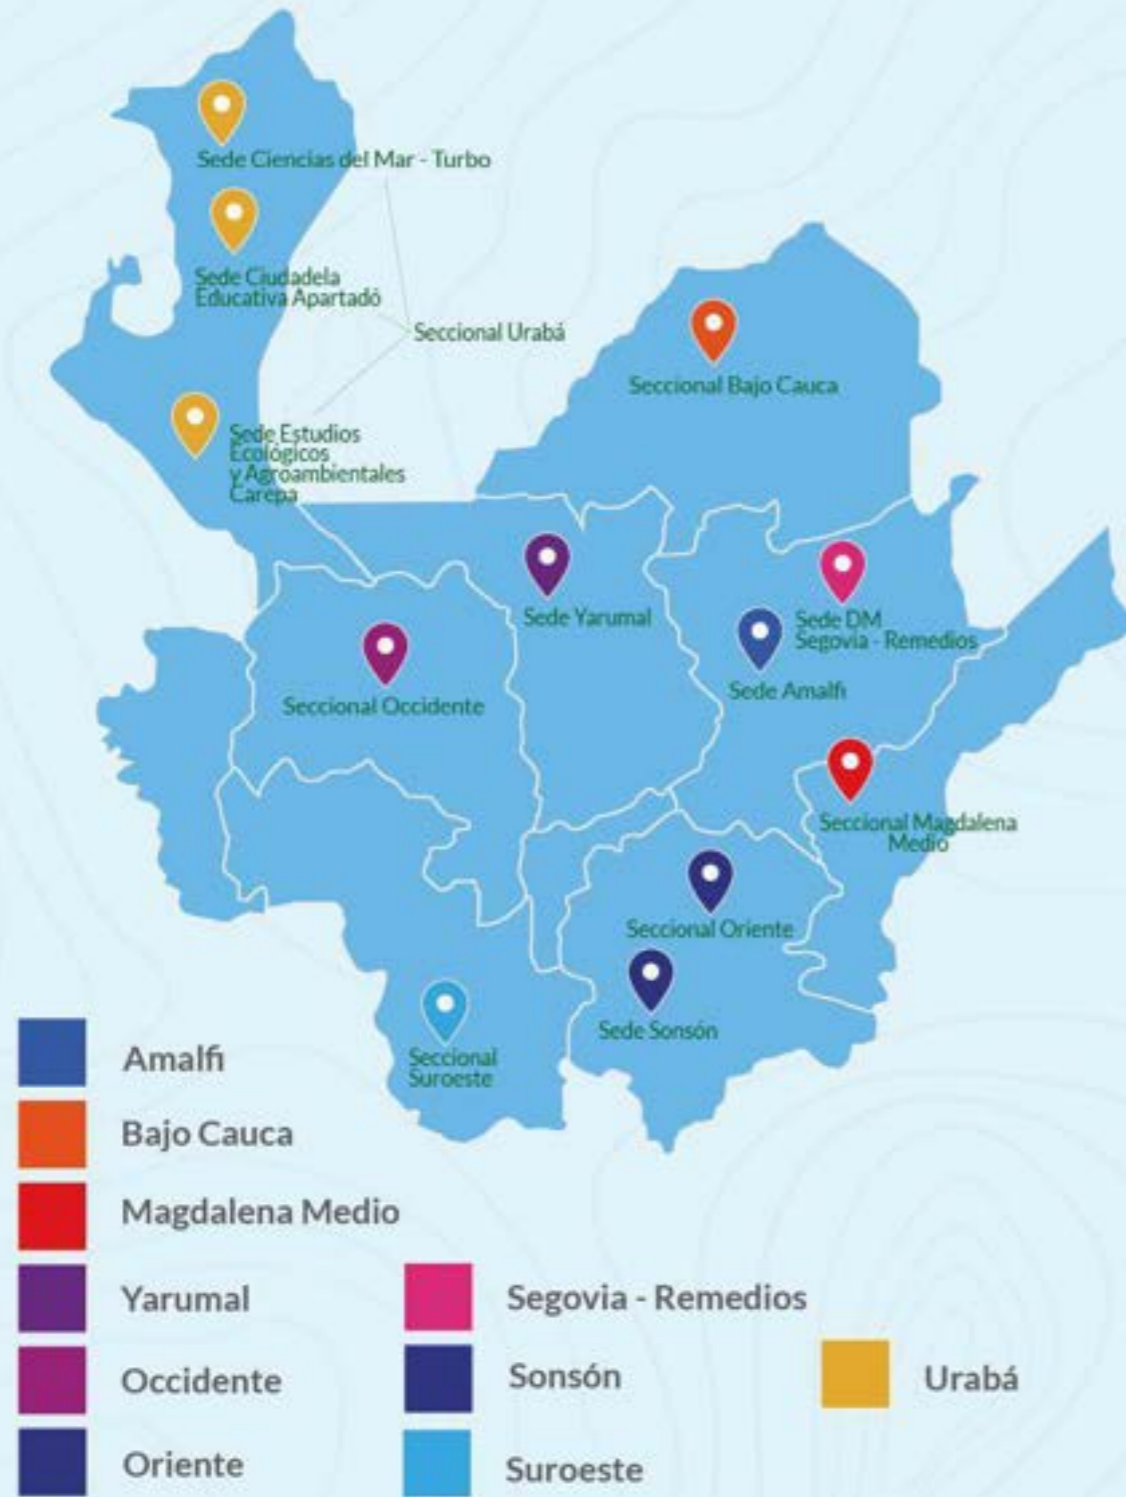 Sede Ciencias del Mar - Turbo
Sede Ciudadela
Educativa Apartadó
Seccional Urabá
Seccional Bajo Cauca
Sede Estudios
Ecológicos
y Agroambientales
Carepa
Sede Yarumal
Sede DM
Segovia - Remedios
Sede Amalfi
Seccional Occidente
Seccional Magdalena
Medio
Seccional Oriente
Sede Sonsón
Seccional
Suroeste
Amalfi
Bajo Cauca
Magdalena Medio
Yarumal
Occidente
Oriente
Segovia - Remedios
Sonsón
Suroeste
Urabá